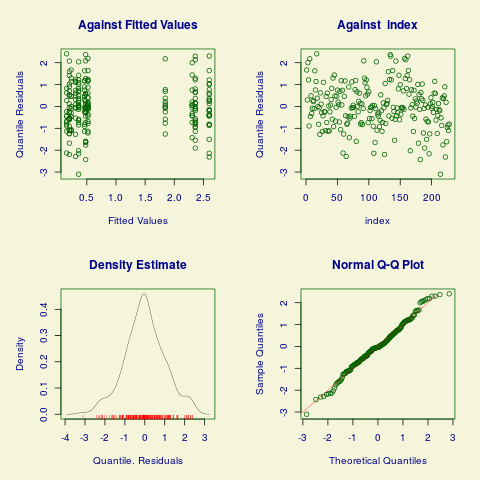 Against Fitted Values
Quantile Residuals
-3 -2 -1 0 1 2
0.5 1.0 1.5 2.0 2.5
Fitted Values
Against index
Quantile Residuals
-3 -2 -1 0 1 2
0 50 100 150 200
index
Density Estimate
Density
0.0 0.1 0.2 0.3 0.4
-4 -3 -2 -1 0 1 2 3
Quantile. Residuals
Normal Q-Q Plot
Sample Quantiles
-3 -2 -1 0 1 2
-3 -2 -1 0 1 2 3
Theoretical Quantiles